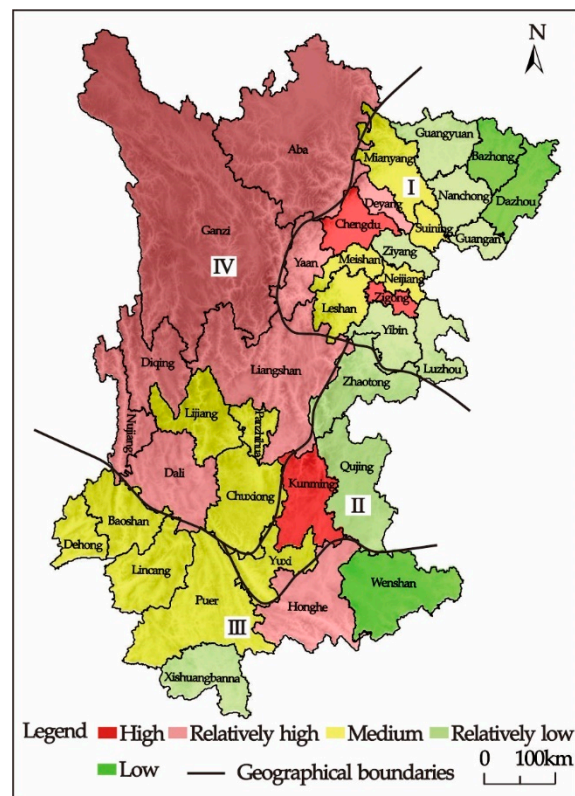 N
Aba
Guangyuan
Mianyang
Bazhong
I
Nanchong
Dazhou
Deyang
Chengdu
Suining
Guangan
Ganzi
Ziyang
Yaan
Meishan
IV
Neijiang
Zigong
Leshan
Yibin
Diqing
Liangshan
Luzhou
Zhaotong
Lijiang
Panzhihua
Nujiang
Dali
Qujing
Kunming
Chuxiong
II
Baoshan
Dehong
Yuxi
Lincang
Wenshan
Puer
Honghe
III
Xishuangbanna
Legend High Relatively high Medium Relatively low
Low Geographical boundaries 0 100km